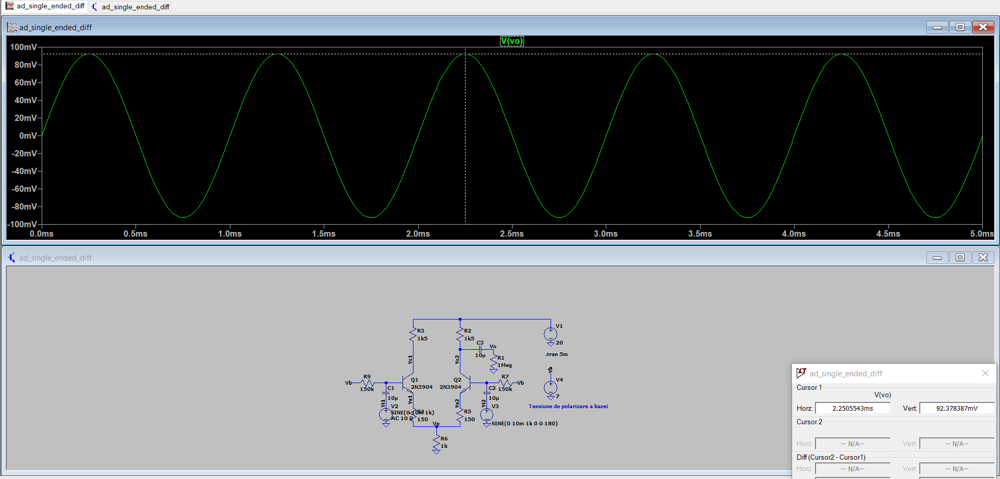 ad_single_ended_diff ad_single_ended_diff
ad_single_ended_diff
V(vo)
100mV
80mV
60mV
40mV
20mV
0mV
-20mV
-40mV
-60mV
-80mV
-100mV
0.0ms 0.5ms 1.0ms 1.5ms 2.0ms 2.5ms 3.0ms 3.5ms 4.0ms 4.5ms 5.0ms
ad_single_ended_diff
R3
1k5
R2
1k5
C3
10µ
Vo
R1
1Meg
V1
20
.tran 5m
Vc1
Vc2
Vb
R9
150k
Q1
2N3904
Q2
2N3904
R7
150k
Vb
C1
10µ
C2
10µ
Vb
V4
7
Tensiune de polarizare a bazei
Vi1
V2
SINE(0 10m 1k)
AC 10 0
Ve1
R4
150
Ve2
R5
150
Vi2
V3
SINE(0 10m 1k 0 0 180)
Ve
R6
1k
ad_single_ended_diff
Cursor 1
V(vo)
Horz: 2.2505543ms Vert: 92.378387mV
Cursor 2
Horz: -- N/A-- Vert: -- N/A--
Diff (Cursor2 - Cursor1)
Horz: -- N/A-- Vert: -- N/A--